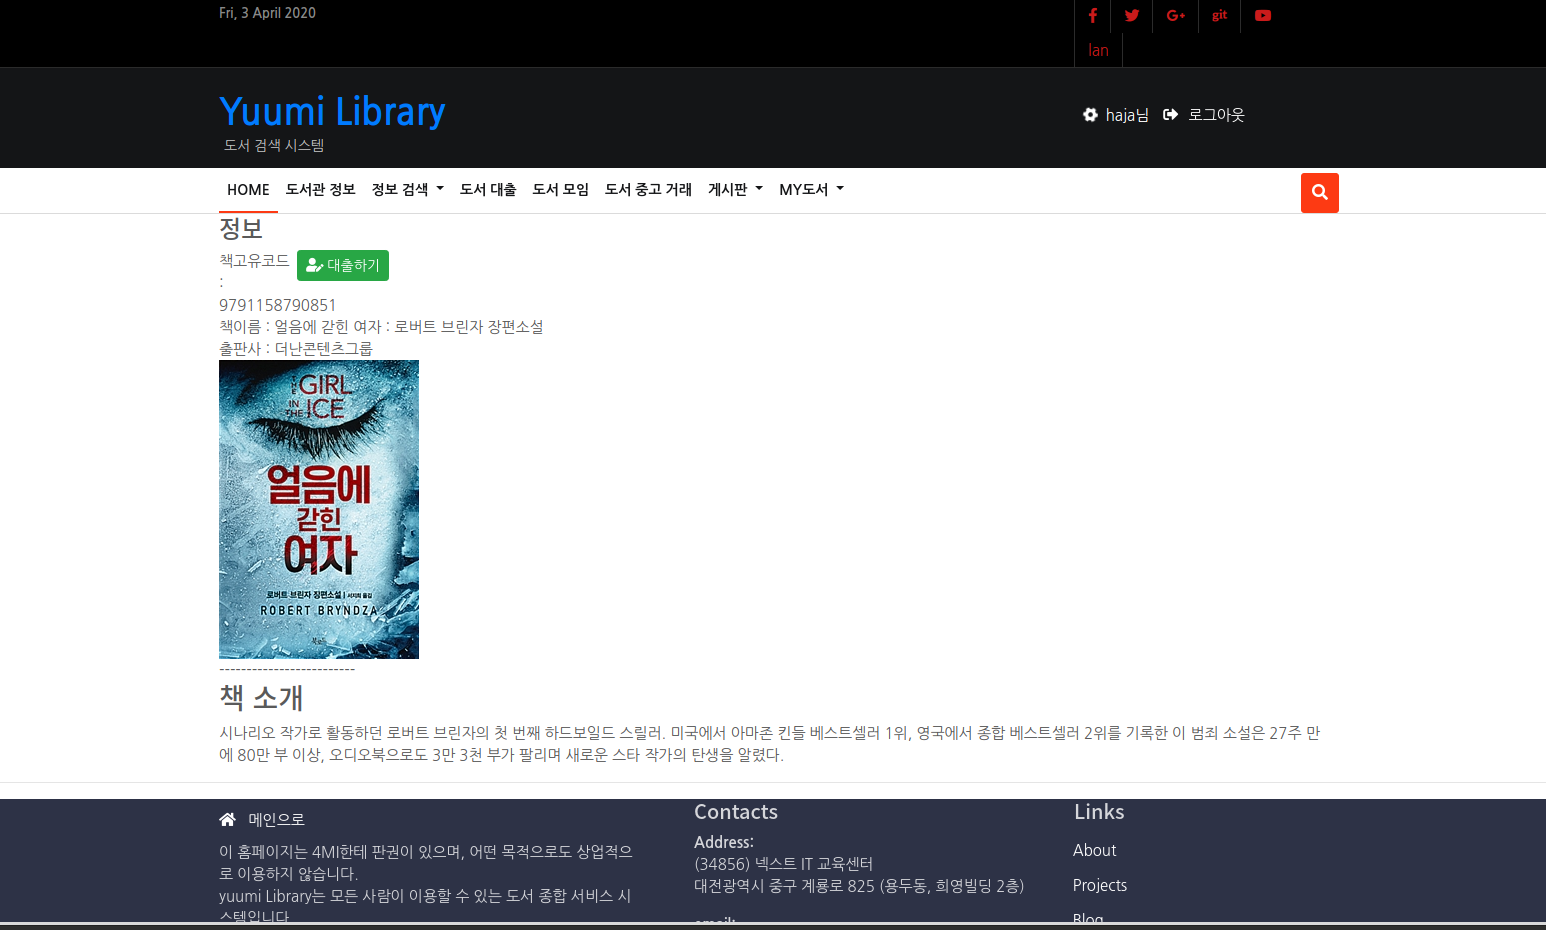 Fri, 3 April 2020
git
lan
Yuumi Library
도서 검색 시스템
haja님 로그아웃
HOME 도서관 정보 정보 검색 도서 대출 도서 모임 도서 중고 거래 게시판 MY도서
정보
책고유코드 대출하기
:
9791158790851
책이름 : 얼음에 갇힌 여자 : 로버트 브린자 장편소설
출판사 : 더난콘텐츠그룹
THE GIRL
IN THE ICE
얼음에
갇힌
여자
로버트 브린자 장편소설 | 서지희 옮김
ROBERT BRYNDZA
-------------------------
책 소개
시나리오 작가로 활동하던 로버트 브린자의 첫 번째 하드보일드 스릴러. 미국에서 아마존 킨들 베스트셀러 1위, 영국에서 종합 베스트셀러 2위를 기록한 이 범죄 소설은 27주 만
에 80만 부 이상, 오디오북으로도 3만 3천 부가 팔리며 새로운 스타 작가의 탄생을 알렸다.
메인으로
이 홈페이지는 4MI한테 판권이 있으며, 어떤 목적으로도 상업적으
로 이용하지 않습니다.
yuumi Library는 모든 사람이 이용할 수 있는 도서 종합 서비스 시
스템입니다
Contacts
Address:
(34856) 넥스트 IT 교육센터
대전광역시 중구 계룡로 825 (용두동, 희영빌딩 2층)
email:
Links
About
Projects
Blog